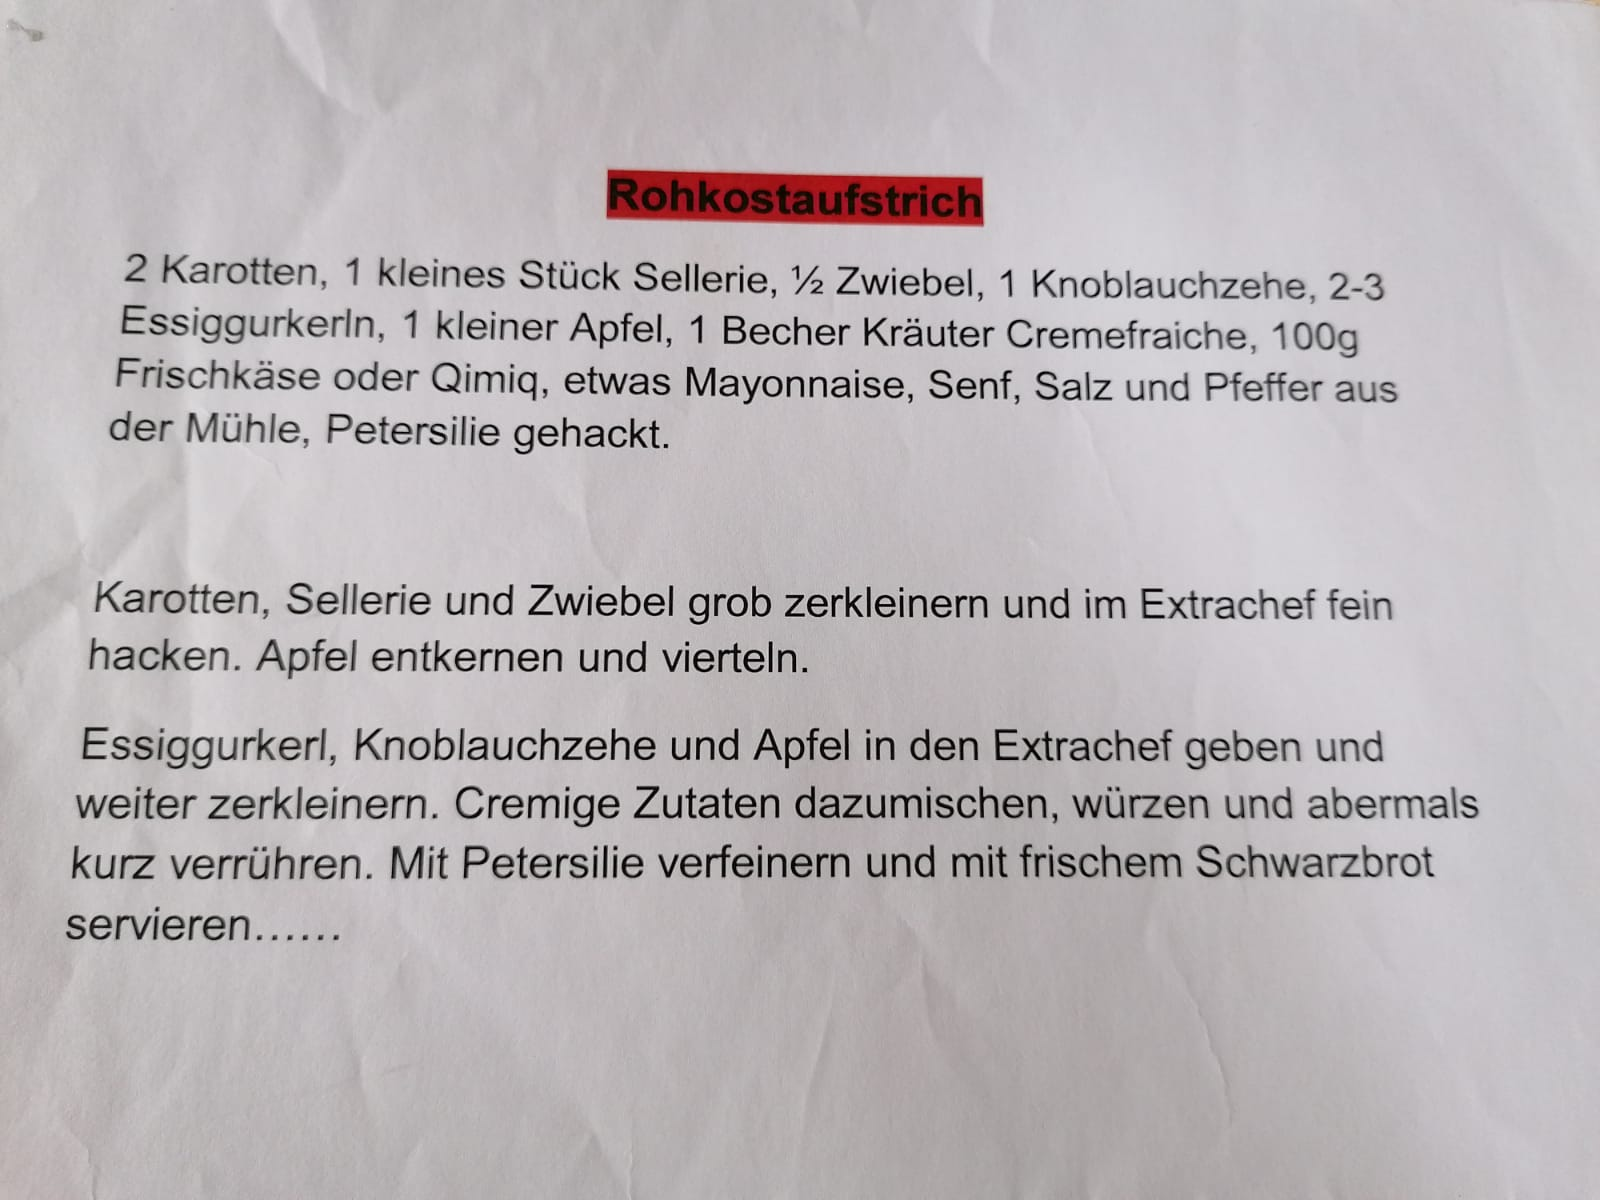 Rohkostaufstrich
2 Karotten, 1 kleines Stück Sellerie, ½ Zwiebel, 1 Knoblauchzehe, 2-3
Essiggurkerln, 1 kleiner Apfel, 1 Becher Kräuter Cremefraiche, 100g
Frischkäse oder Qimiq, etwas Mayonnaise, Senf, Salz und Pfeffer aus
der Mühle, Petersilie gehackt.
Karotten, Sellerie und Zwiebel grob zerkleinern und im Extrachef fein
hacken. Apfel entkernen und vierteln.
Essiggurkerl, Knoblauchzehe und Apfel in den Extrachef geben und
weiter zerkleinern. Cremige Zutaten dazumischen, würzen und abermals
kurz verrühren. Mit Petersilie verfeinern und mit frischem Schwarzbrot
servieren……